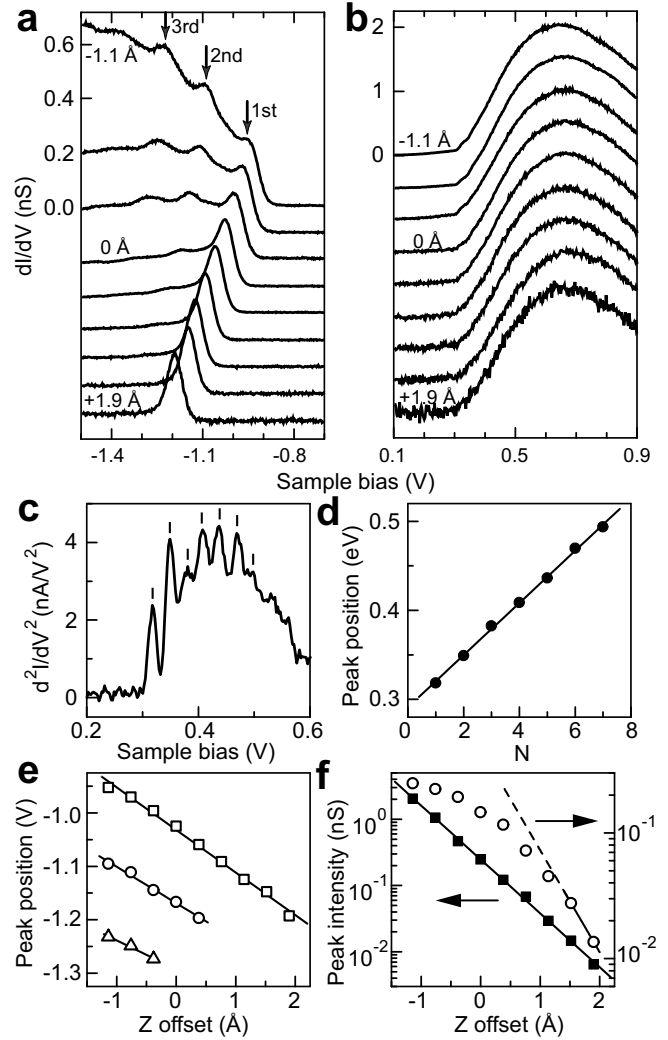 a
b
0.6
0.4
0.2
0.0
dI/dV (nS)
-1.1 Å
3rd
2nd
1st
0 Å
+1.9 Å
-1.4
-1.1
-0.8
2
1
0
-1.1 Å
0 Å
+1.9 Å
0.1
0.5
0.9
Sample bias (V)
c
d
4
2
0
d²I/dV² (nA/V²)
0.2
0.4
0.6
Sample bias (V)
0.5
0.4
0.3
Peak position (eV)
0
2
4
6
8
N
e
f
-1.0
-1.1
-1.2
-1.3
Peak position (V)
-1
0
1
2
Z offset (Å)
10⁰
10⁻¹
10⁻²
Peak intensity (nS)
10⁻¹
10⁻²
-1
0
1
2
Z offset (Å)